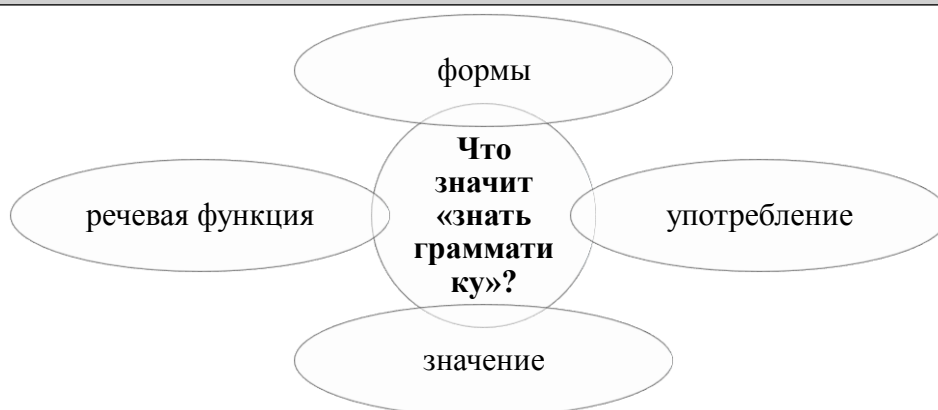 формы
Что
значит
«знать
граммати
ку»?
речевая функция
употребление
значение